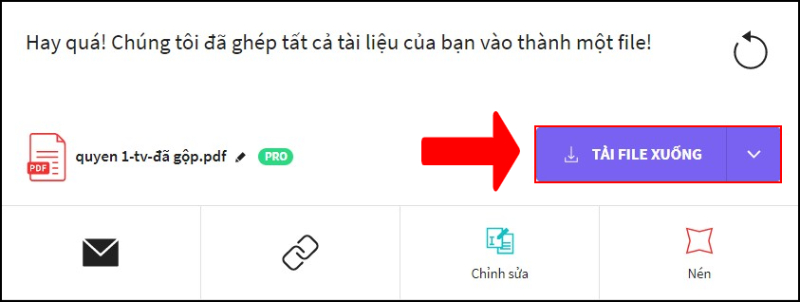 Hay quá! Chúng tôi đã ghép tất cả tài liệu của bạn vào thành một file!
PDF
quyen 1-tv-đã gộp.pdf PRO
TẢI FILE XUỐNG
Chỉnh sửa
Nén